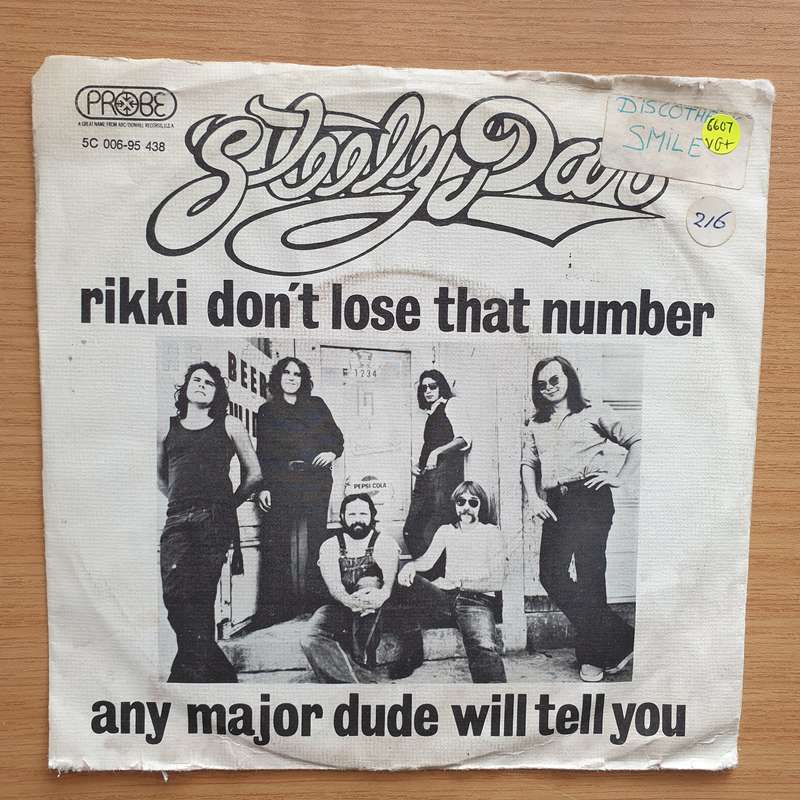 PROBE
A GREAT NAME FROM ABC/DUNHILL RECORDS, U.S.A.
5C 006-95 438
Steely Dan
DISCOTHE
SMILE
6607
VG+
216
rikki don't lose that number
BEER
1234
PEPSI COLA
any major dude will tell you